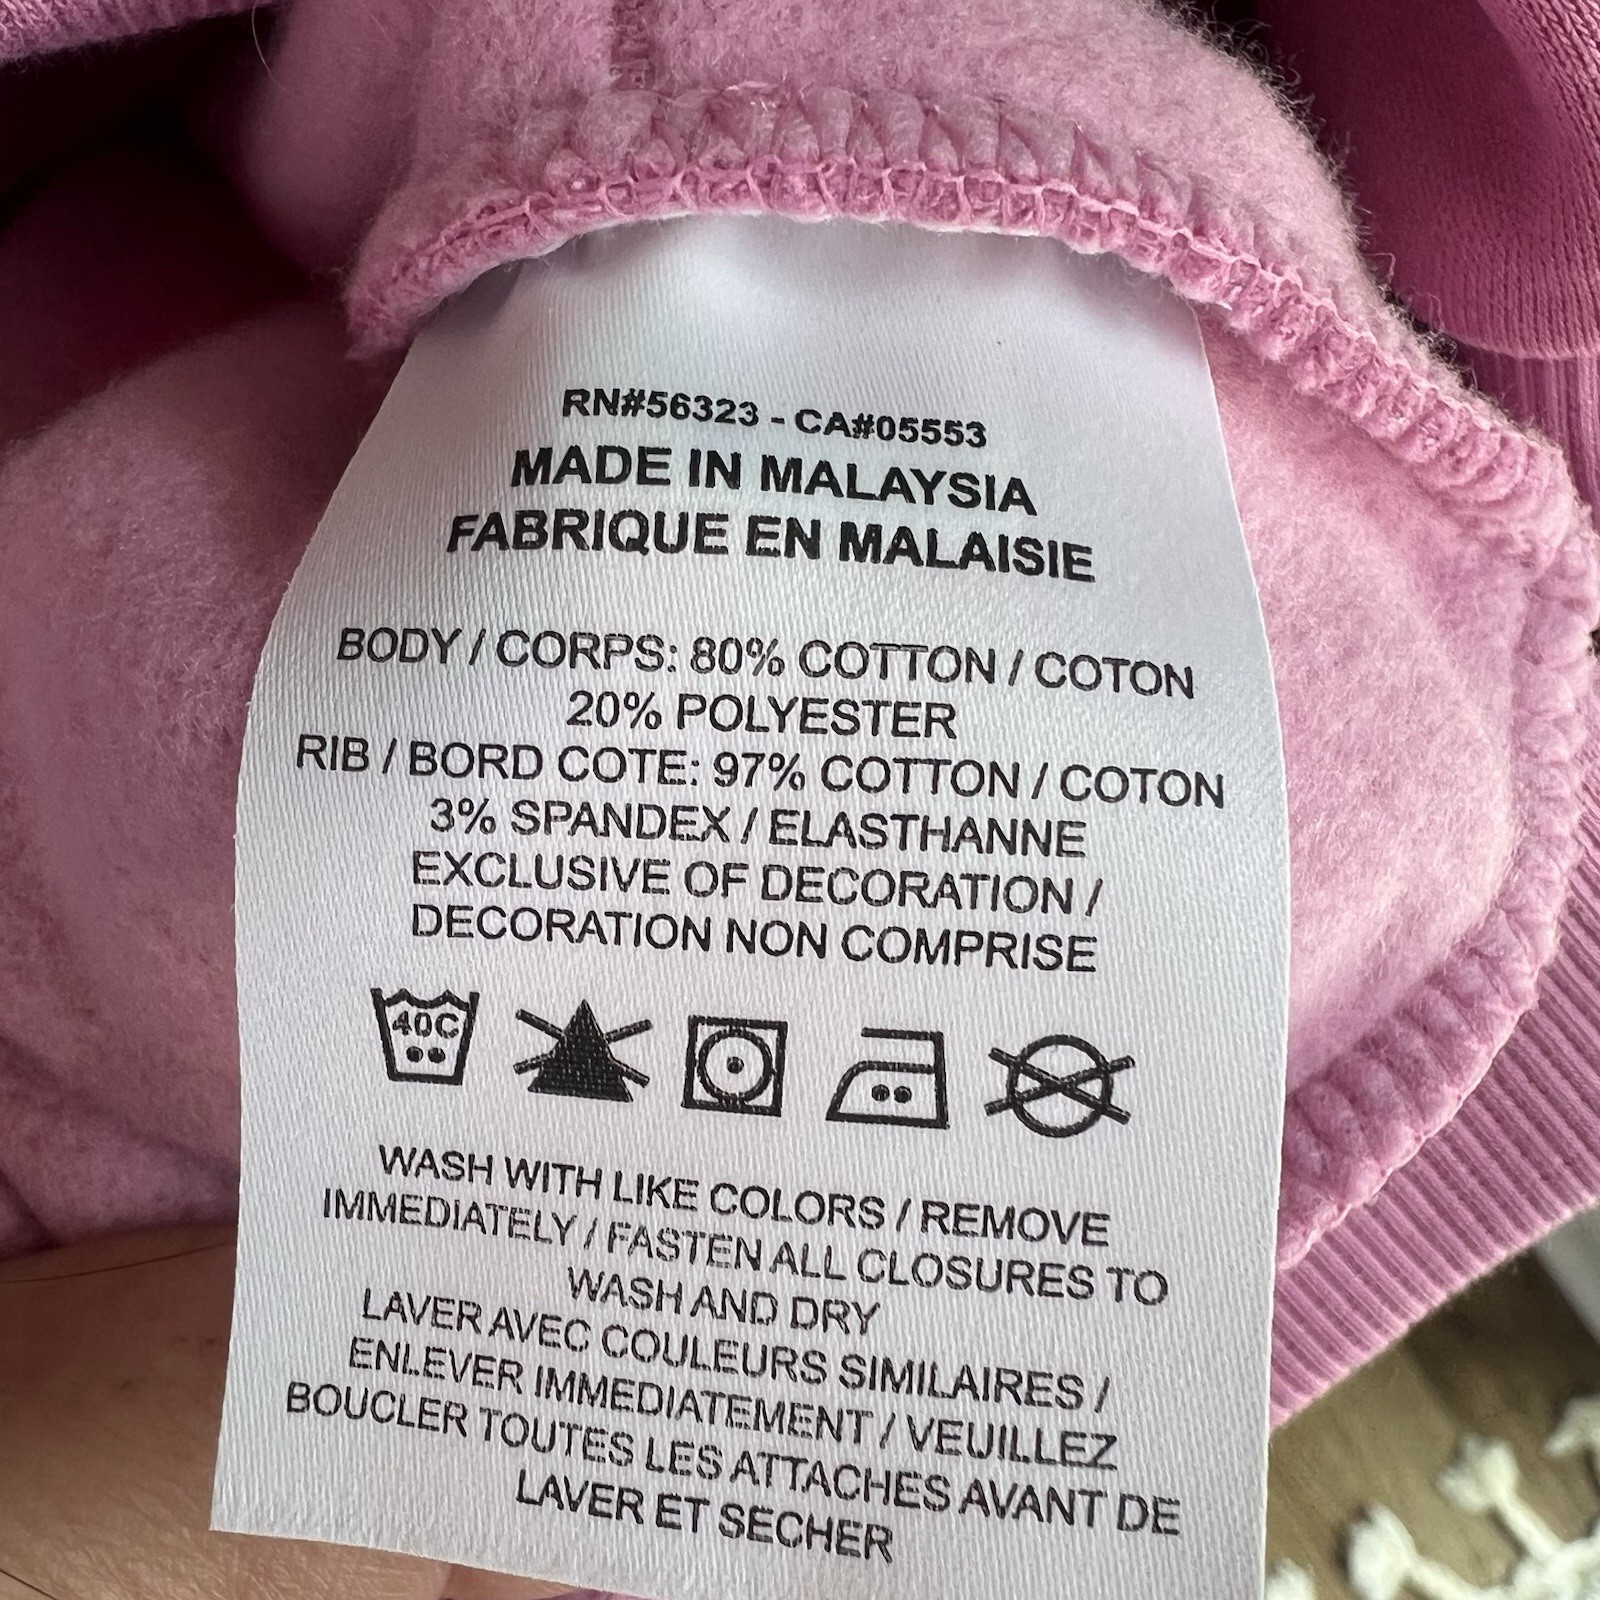 RN#56323 - CA#05553
MADE IN MALAYSIA
FABRIQUE EN MALAISIE
BODY / CORPS: 80% COTTON / COTON
20% POLYESTER
RIB / BORD COTE: 97% COTTON / COTON
3% SPANDEX / ELASTHANNE
EXCLUSIVE OF DECORATION /
DECORATION NON COMPRISE
40C
WASH WITH LIKE COLORS / REMOVE
IMMEDIATELY / FASTEN ALL CLOSURES TO
WASH AND DRY
LAVER AVEC COULEURS SIMILAIRES /
ENLEVER IMMEDIATEMENT / VEUILLEZ
BOUCLER TOUTES LES ATTACHES AVANT DE
LAVER ET SECHER